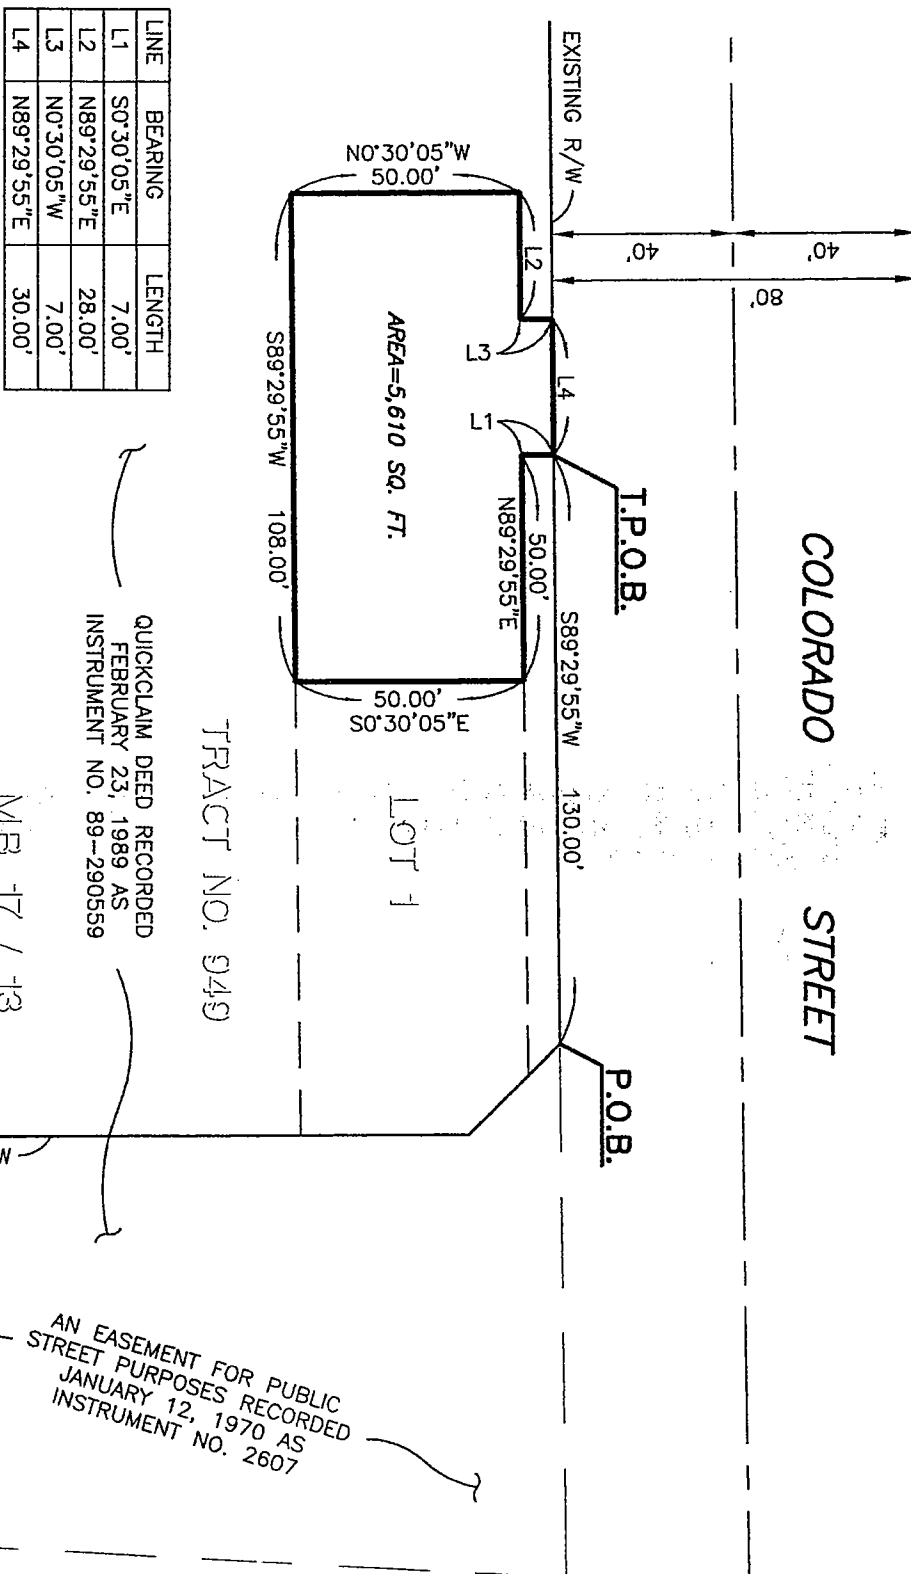 COLORADO STREET
40'
40'
80'
EXISTING R/W
T.P.O.B.
P.O.B.
S89°29'55"W 130.00'
L4
L1
L3
L2
50.00'
N89°29'55"E
N0°30'05"W
50.00'
AREA=5,610 SQ. FT.
50.00'
S0°30'05"E
S89°29'55"W 108.00'
LOT 1
TRACT NO. 949
M.B. 17 / 13
LINE BEARING LENGTH
L1 S0°30'05"E 7.00'
L2 N89°29'55"E 28.00'
L3 N0°30'05"W 7.00'
L4 N89°29'55"E 30.00'
QUICKCLAIM DEED RECORDED
FEBRUARY 23, 1989 AS
INSTRUMENT NO. 89-290559
AN EASEMENT FOR PUBLIC
STREET PURPOSES RECORDED
JANUARY 12, 1970 AS
INSTRUMENT NO. 2607